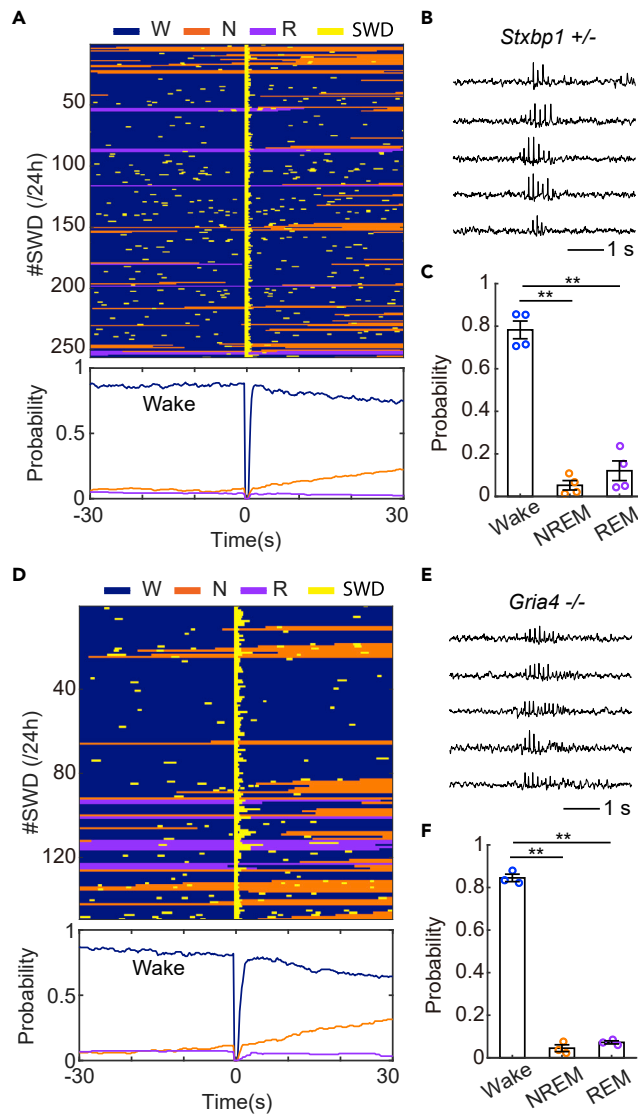 A
W N R SWD
#SWD (/24h)
50
100
150
200
250
Probability
1
0.5
0
Wake
-30 0 30
Time(s)
B
Stxbp1 +/-
1 s
C
Probability
1
0.8
0.6
0.4
0.2
0
**
**
Wake NREM REM
D
W N R SWD
#SWD (/24h)
40
80
120
Probability
1
0.5
0
Wake
-30 0 30
Time(s)
E
Gria4 -/-
1 s
F
Probability
1
0.8
0.6
0.4
0.2
0
**
**
Wake NREM REM